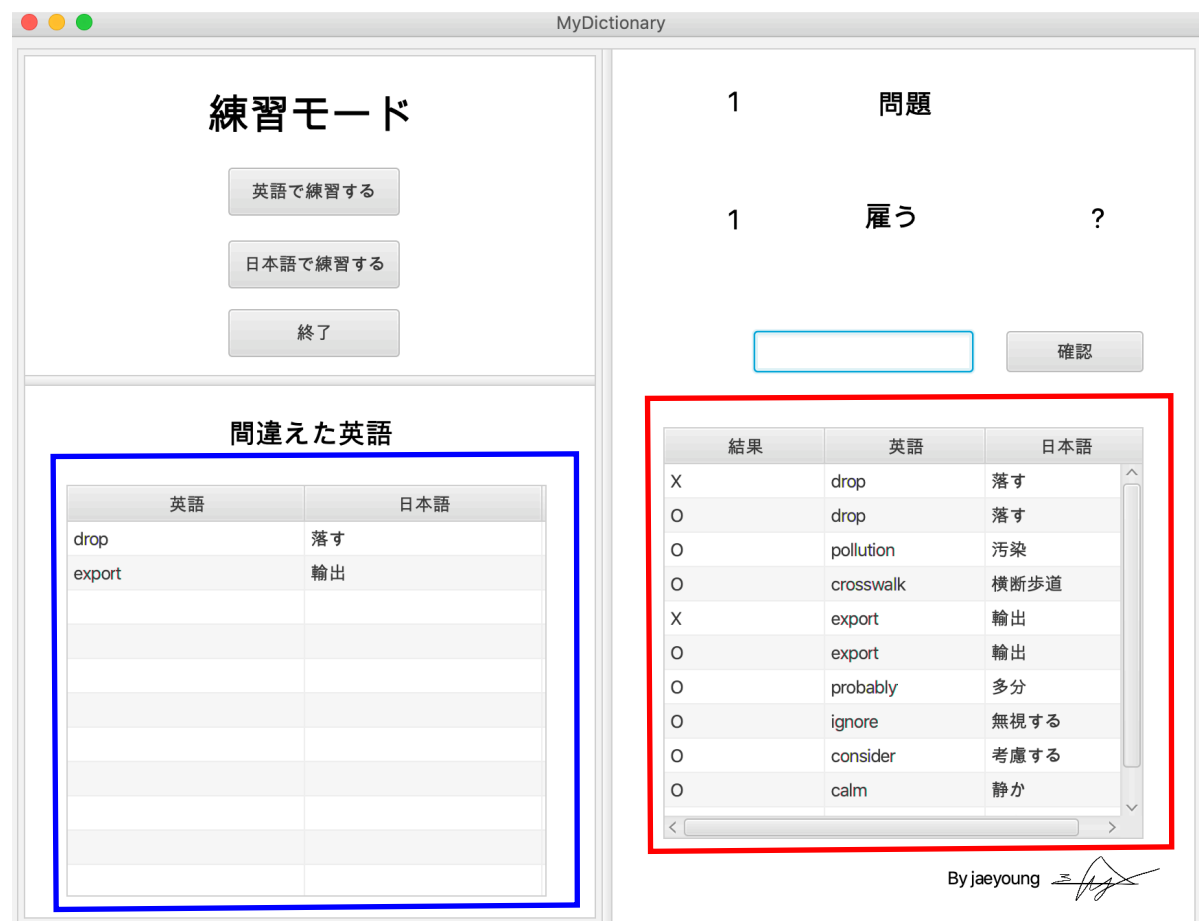 MyDictionary
練習モード
英語で練習する
日本語で練習する
終了
間違えた英語
英語 日本語
drop 落す
export 輸出
1 問題
1 雇う ?
確認
結果 英語 日本語
X drop 落す
O drop 落す
O pollution 汚染
O crosswalk 横断歩道
X export 輸出
O export 輸出
O probably 多分
O ignore 無視する
O consider 考慮する
O calm 静か
By jaeyoung